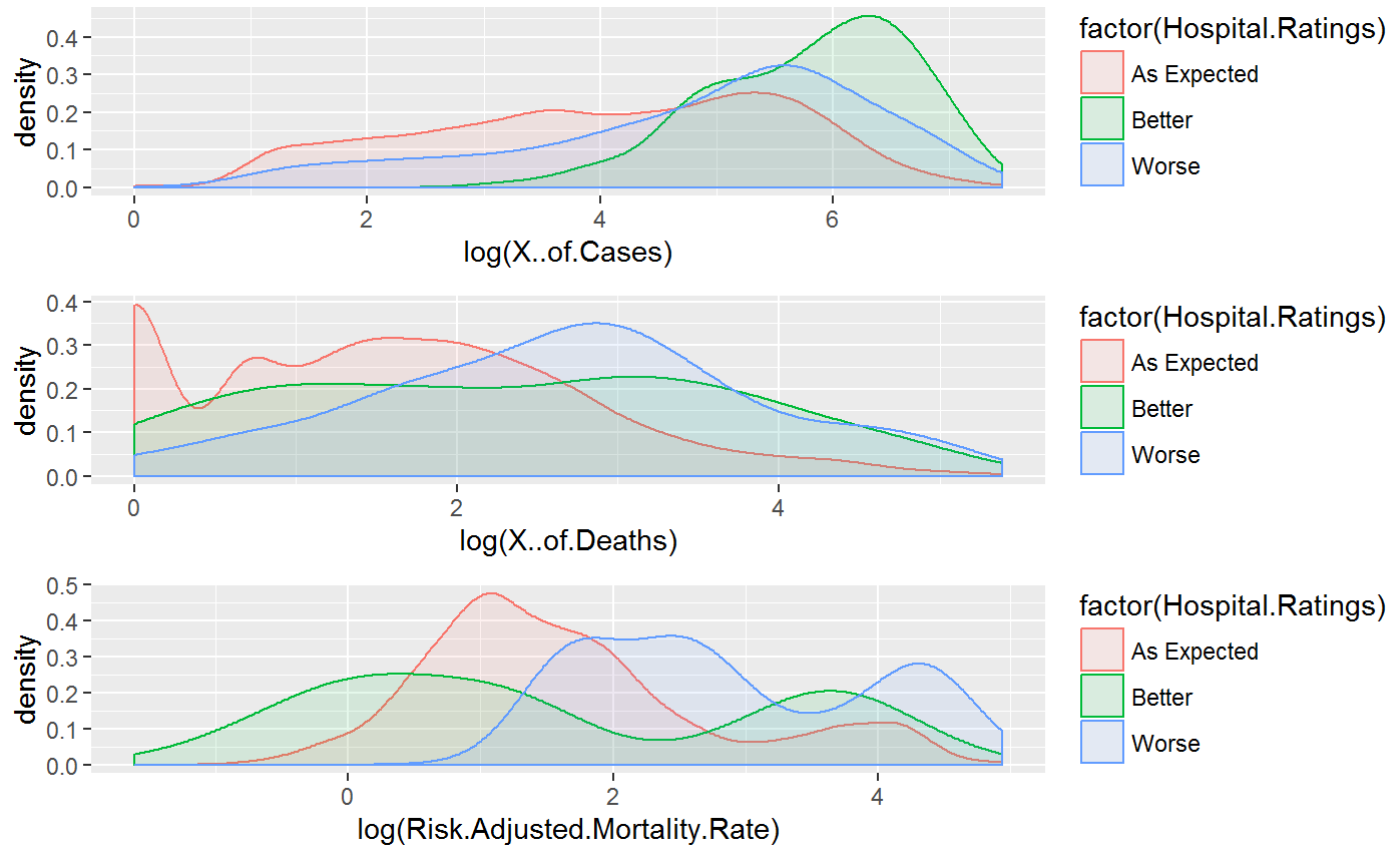 density
0.4
0.3
0.2
0.1
0.0
0 2 4 6
log(X..of.Cases)
factor(Hospital.Ratings)
As Expected
Better
Worse
density
0.4
0.3
0.2
0.1
0.0
0 2 4
log(X..of.Deaths)
factor(Hospital.Ratings)
As Expected
Better
Worse
density
0.5
0.4
0.3
0.2
0.1
0.0
0 2 4
log(Risk.Adjusted.Mortality.Rate)
factor(Hospital.Ratings)
As Expected
Better
Worse